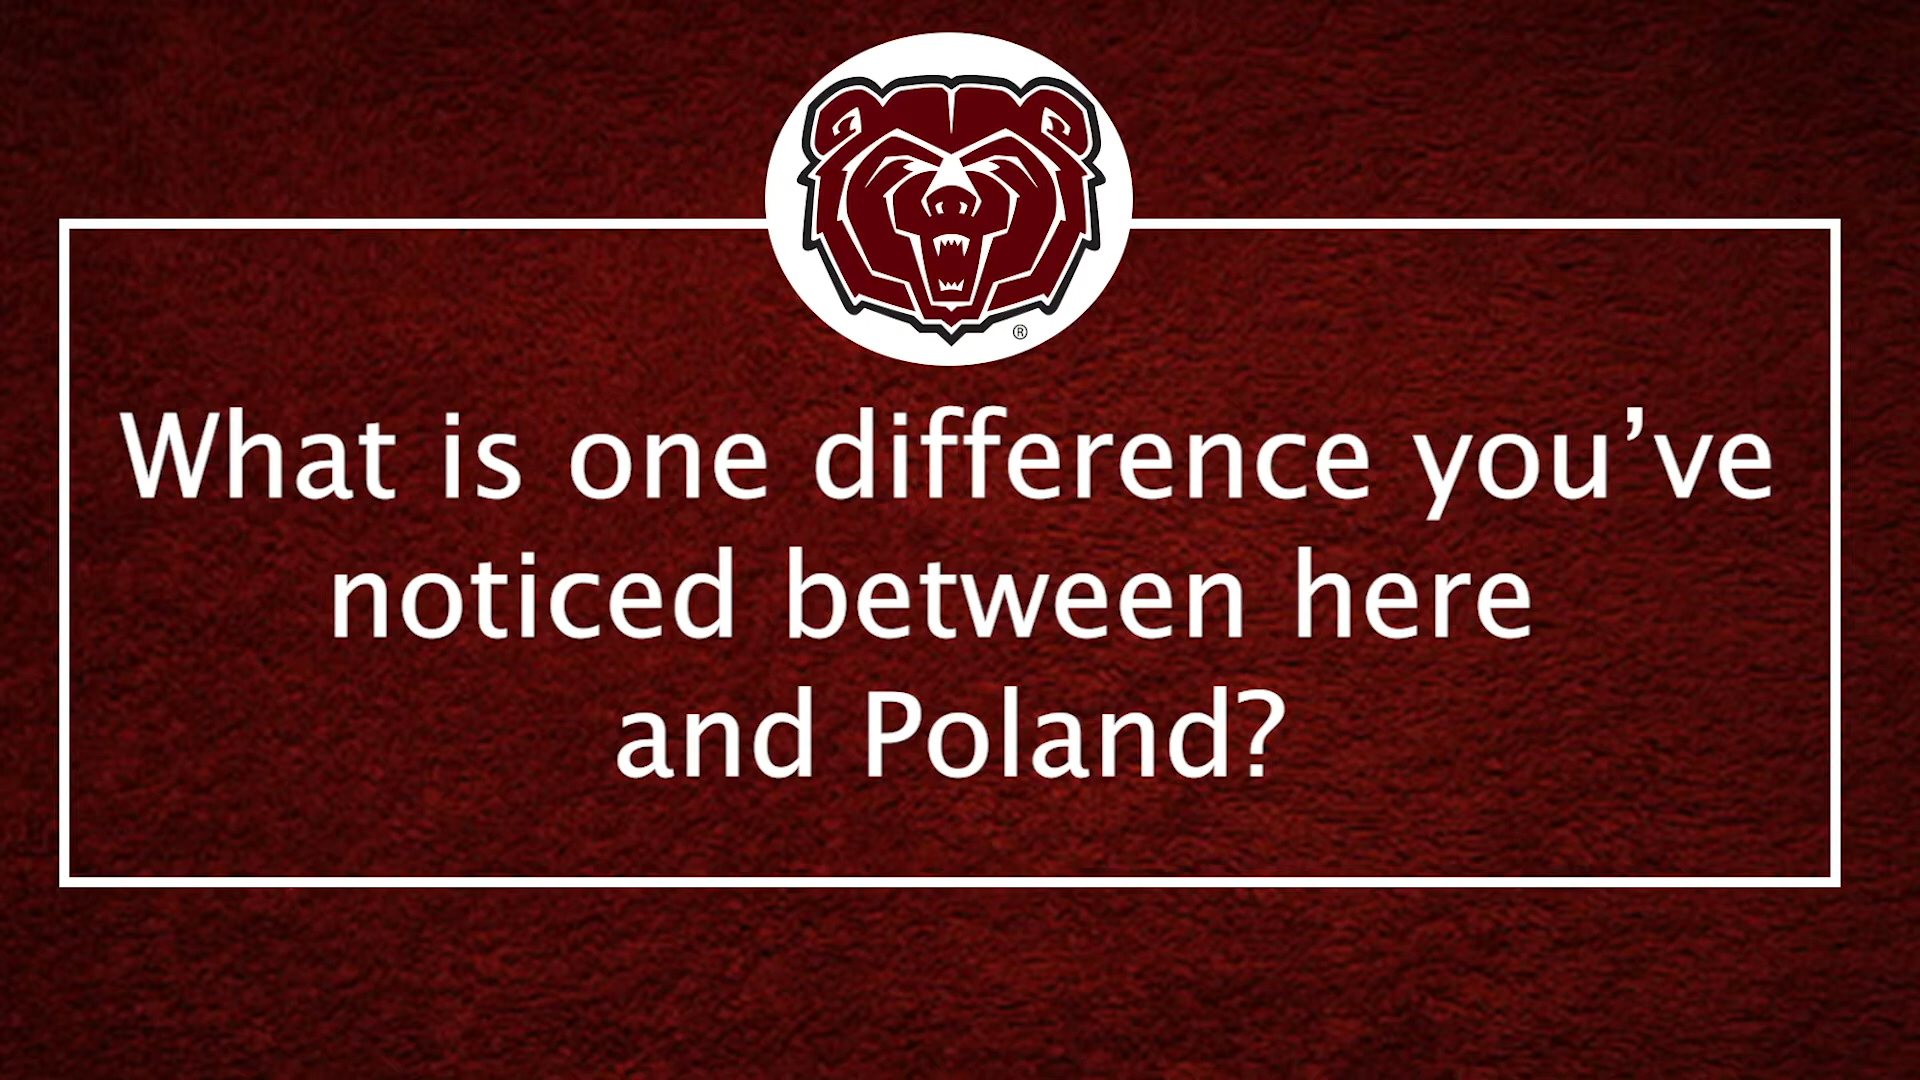 ®
What is one difference you’ve
noticed between here
and Poland?